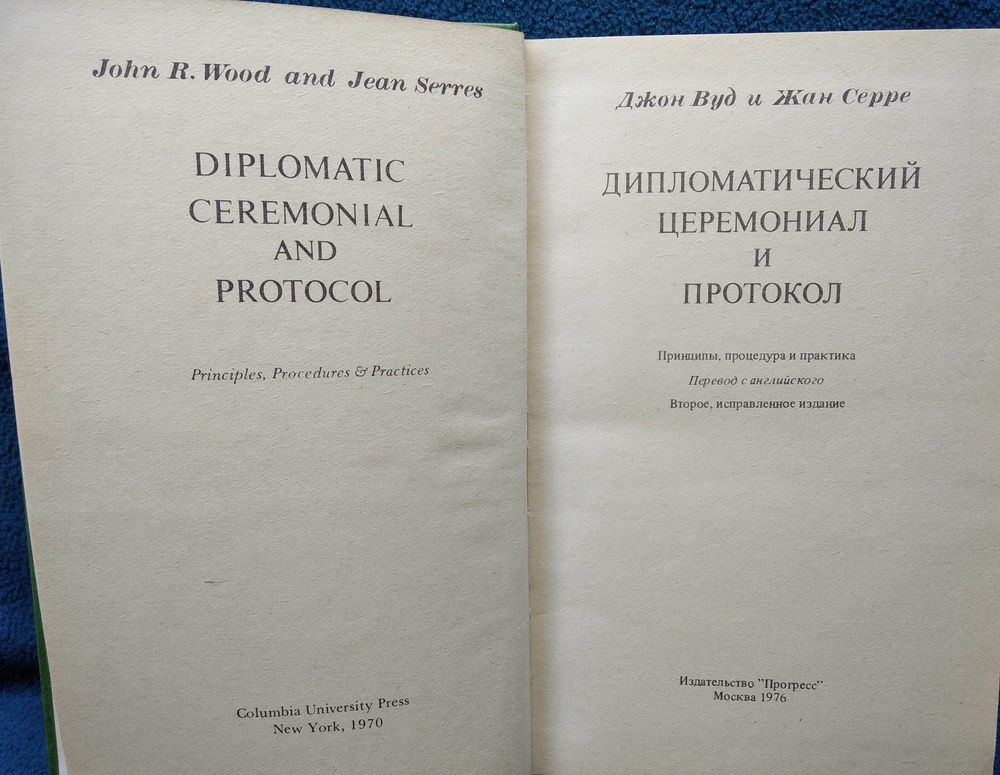 John R. Wood and Jean Serres
DIPLOMATIC
CEREMONIAL
AND
PROTOCOL
Principles, Procedures & Practices
Columbia University Press
New York, 1970
Джон Вуд и Жан Серре
ДИПЛОМАТИЧЕСКИЙ
ЦЕРЕМОНИАЛ
И
ПРОТОКОЛ
Принципы, процедура и практика
Перевод с английского
Второе, исправленное издание
Издательство "Прогресс"
Москва 1976